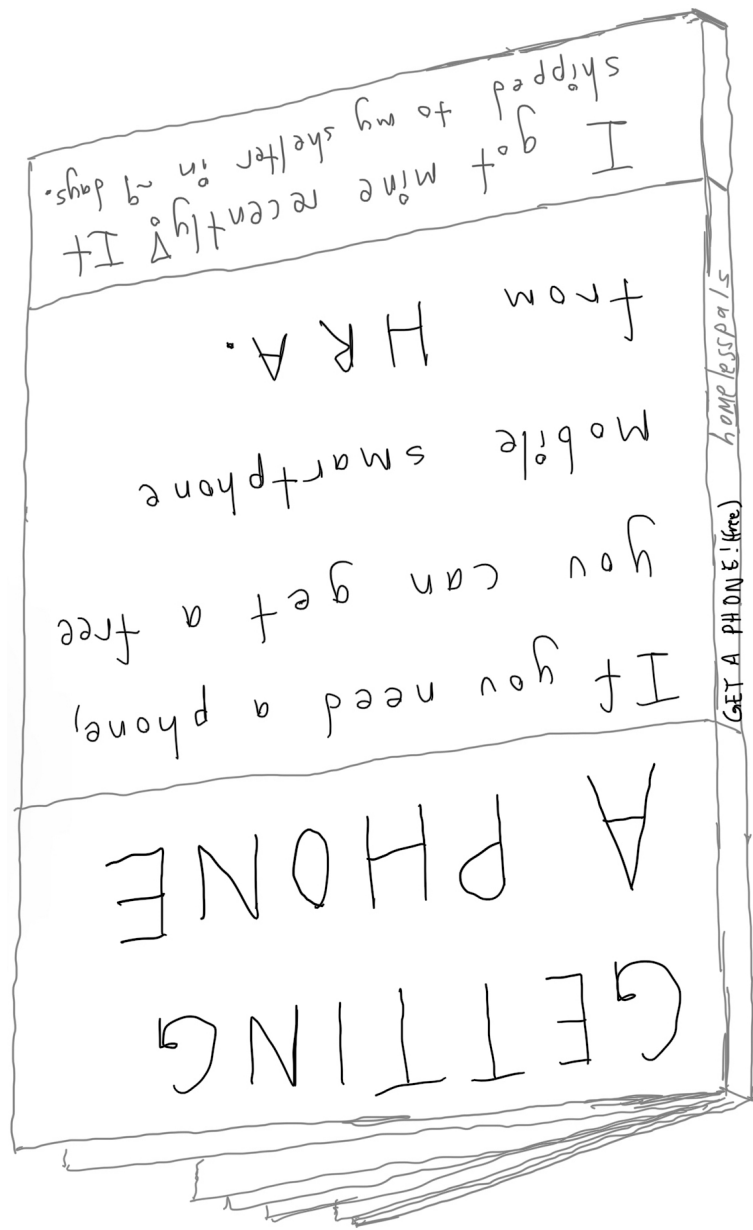 GETTING
A PHONE
If you need a phone,
you can get a free
mobile smartphone
from HRA.
I got mine recently! It
shipped to my shelter in ~9 days.
GET A PHONE! (free)
homelesspals